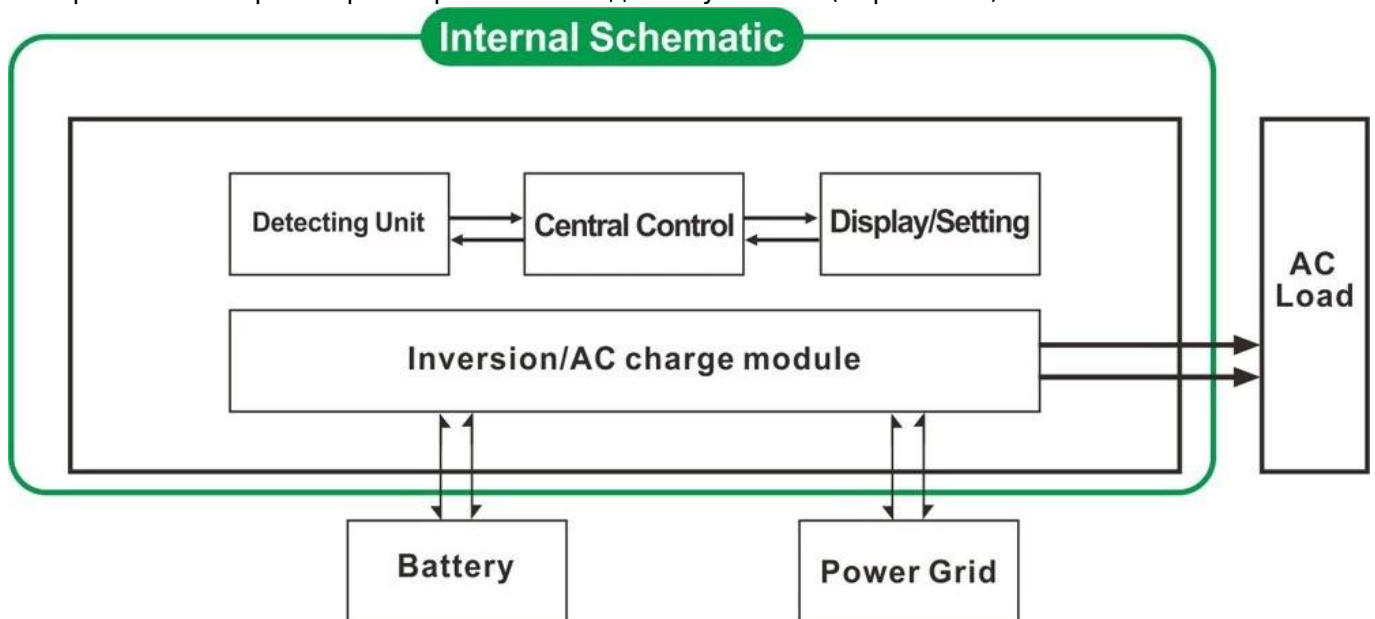 Internal Schematic
Detecting Unit
Central Control
Display/Setting
AC
Load
Inversion/AC charge module
Battery
Power Grid